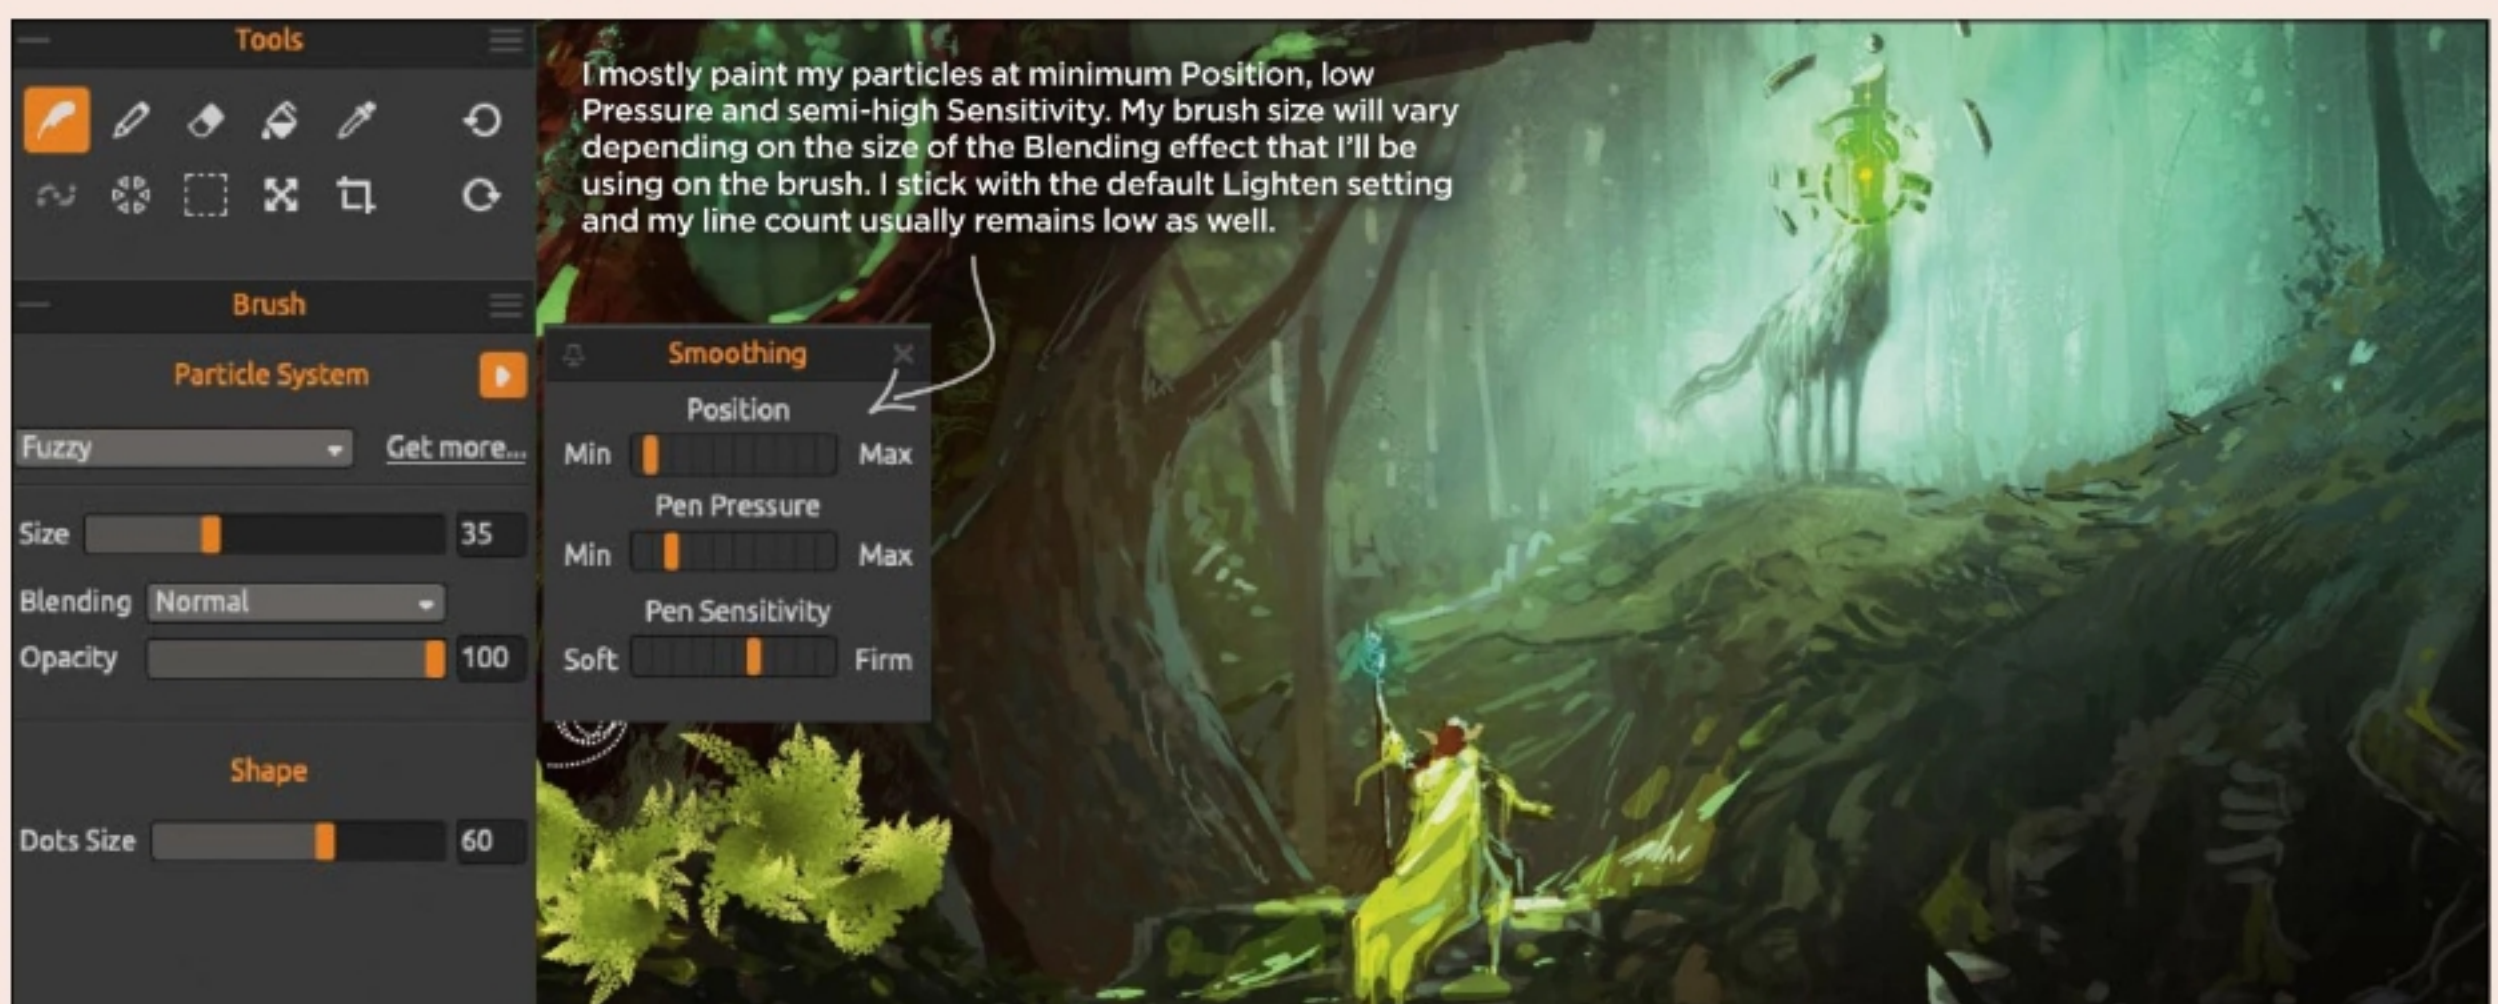 Tools
Brush
Particle System
Fuzzy
Get more...
Size
35
Blending
Normal
Opacity
100
Shape
Dots Size
60
I mostly paint my particles at minimum Position, low
Pressure and semi-high Sensitivity. My brush size will vary
depending on the size of the Blending effect that I'll be
using on the brush. I stick with the default Lighten setting
and my line count usually remains low as well.
Smoothing
Position
Min
Max
Pen Pressure
Min
Max
Pen Sensitivity
Soft
Firm